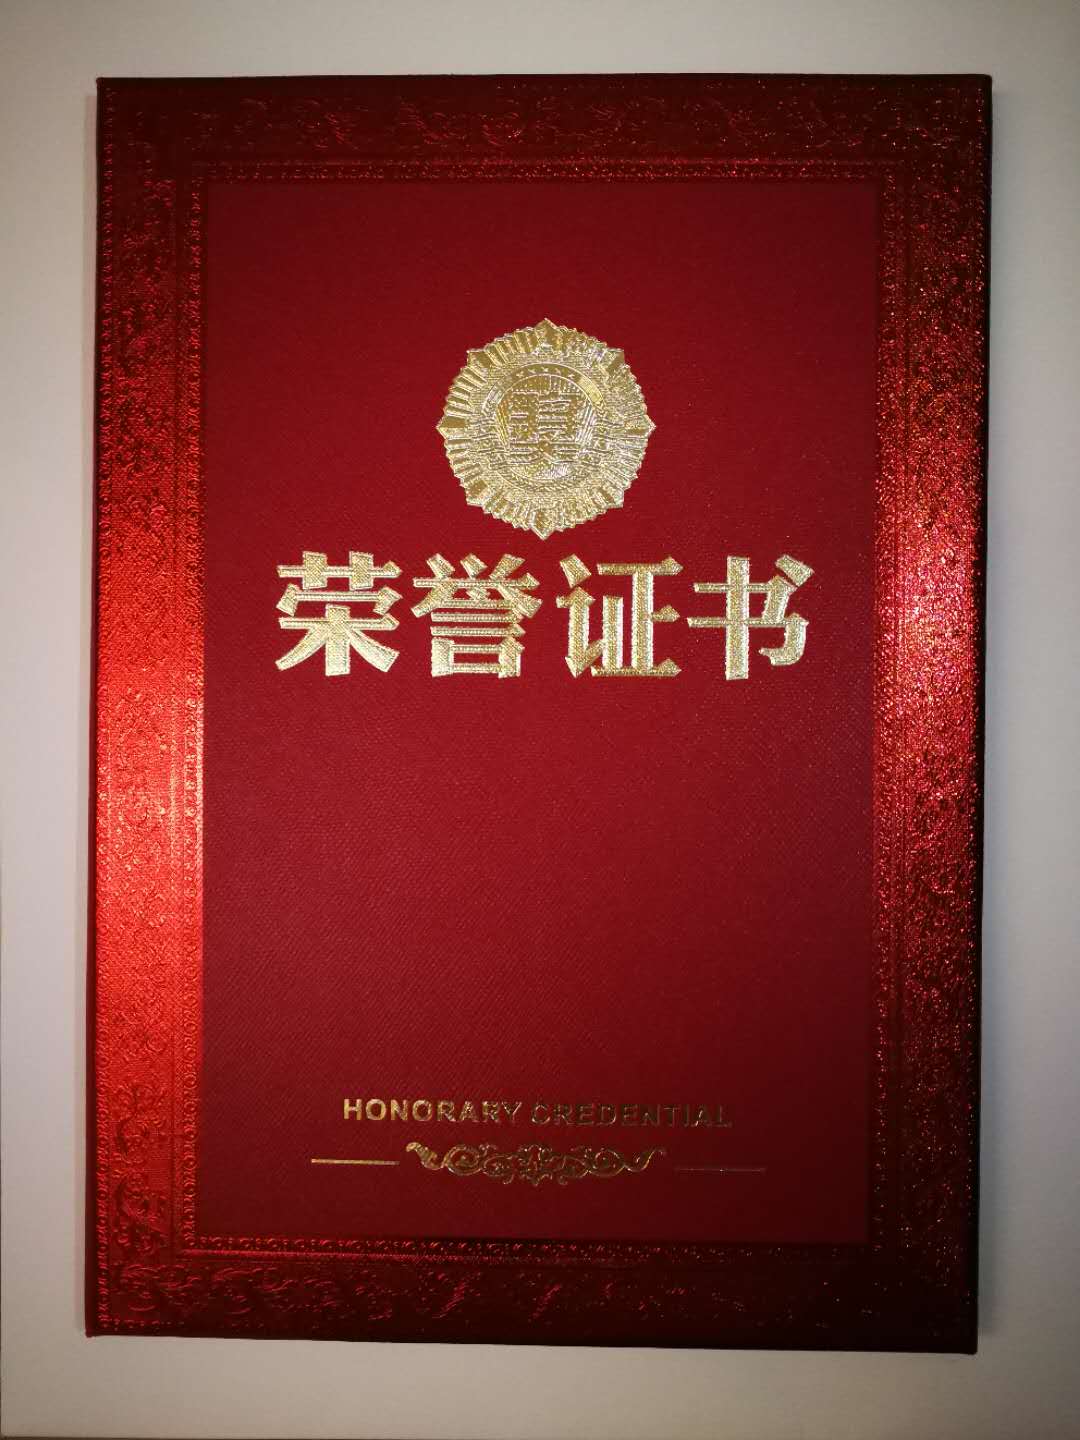 荣誉证书
HONORARY CREDENTIAL